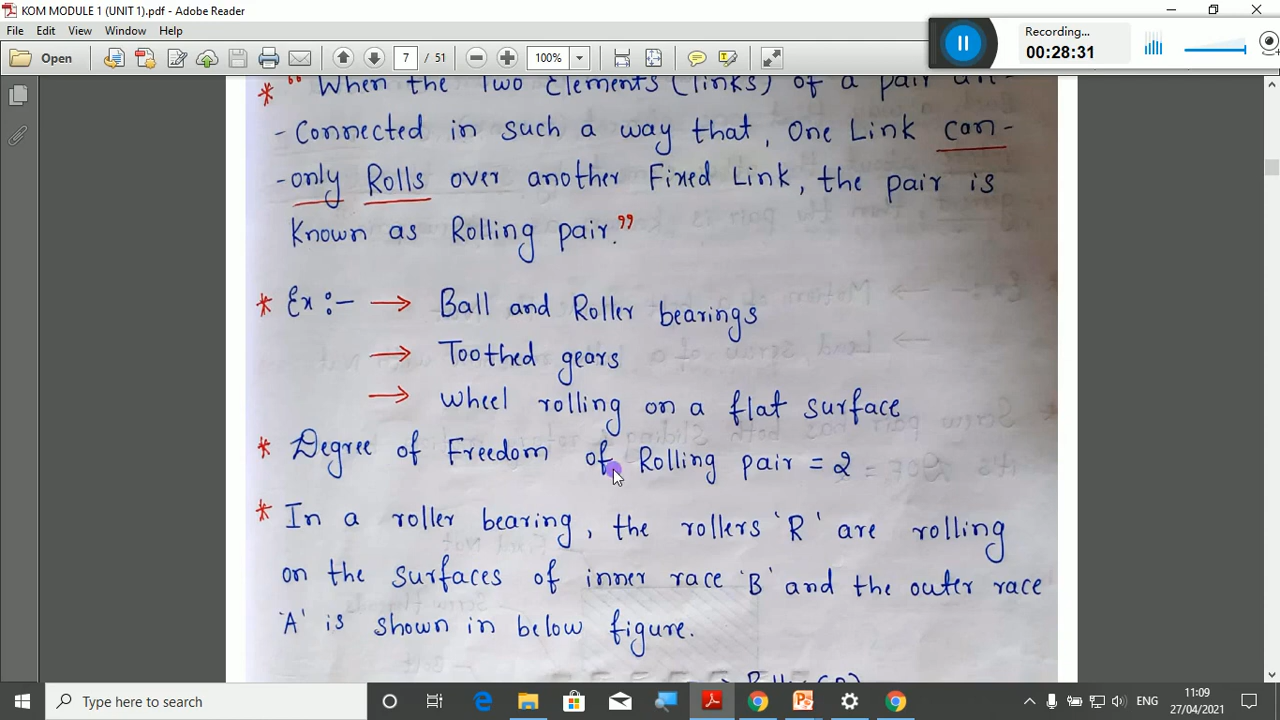 KOM MODULE 1 (UNIT 1).pdf - Adobe Reader
File Edit View Window Help
Recording...
00:28:31
Open 7 / 51 100%
* " When the Two Elements (links) of a pair
- Connected in such a way that, One Link can-
-only Rolls over another Fixed Link, the pair is
Known as Rolling pair."
* Ex:- → Ball and Roller bearings
→ Toothed gears
→ Wheel rolling on a flat surface
* Degree of Freedom of Rolling pair = 2
* In a roller bearing, the rollers 'R' are rolling
on the surfaces of inner race 'B' and the outer race
'A' is shown in below figure.
Type here to search
ENG
11:09
27/04/2021